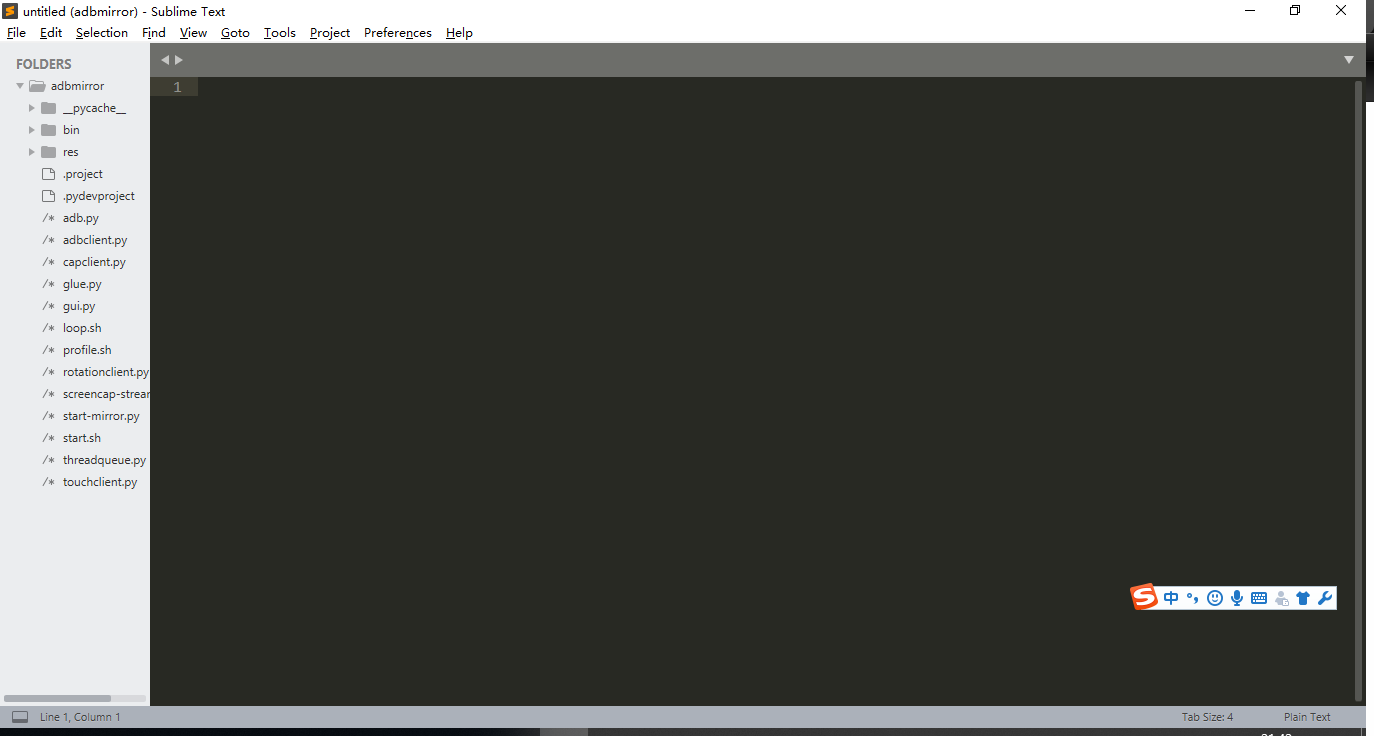 untitled (adbmirror) - Sublime Text
File Edit Selection Find View Goto Tools Project Preferences Help
FOLDERS
adbmirror
__pycache__
bin
res
.project
.pydevproject
/* adb.py
/* adbclient.py
/* capclient.py
/* glue.py
/* gui.py
/* loop.sh
/* profile.sh
/* rotationclient.py
/* screencap-strear
/* start-mirror.py
/* start.sh
/* threadqueue.py
/* touchclient.py
1
中
Line 1, Column 1
Tab Size: 4
Plain Text